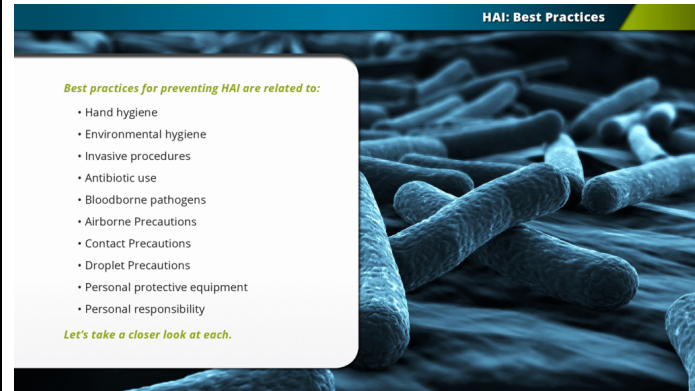 HAI: Best Practices
Best practices for preventing HAI are related to:
• Hand hygiene
• Environmental hygiene
• Invasive procedures
• Antibiotic use
• Bloodborne pathogens
• Airborne Precautions
• Contact Precautions
• Droplet Precautions
• Personal protective equipment
• Personal responsibility
Let’s take a closer look at each.